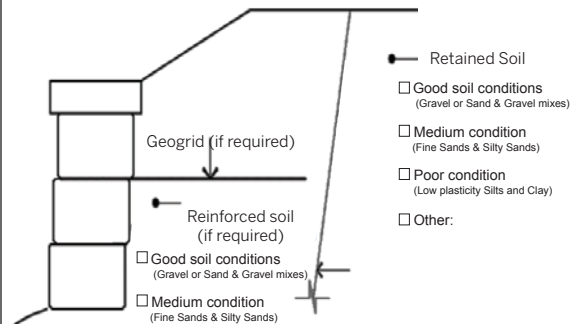 Retained Soil
☐ Good soil conditions
(Gravel or Sand & Gravel mixes)
☐ Medium condition
(Fine Sands & Silty Sands)
☐ Poor condition
(Low plasticity Silts and Clay)
☐ Other:
Geogrid (if required)
Reinforced soil
(if required)
☐ Good soil conditions
(Gravel or Sand & Gravel mixes)
☐ Medium condition
(Fine Sands & Silty Sands)